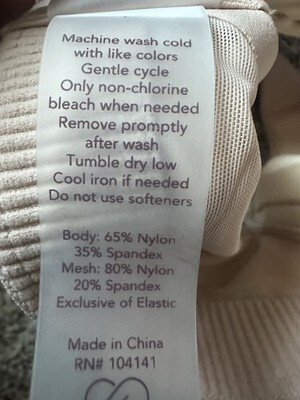 Machine wash cold
with like colors
Gentle cycle
Only non-chlorine
bleach when needed
Remove promptly
after wash
Tumble dry low
Cool iron if needed
Do not use softeners
Body: 65% Nylon
35% Spandex
Mesh: 80% Nylon
20% Spandex
Exclusive of Elastic
Made in China
RN# 104141